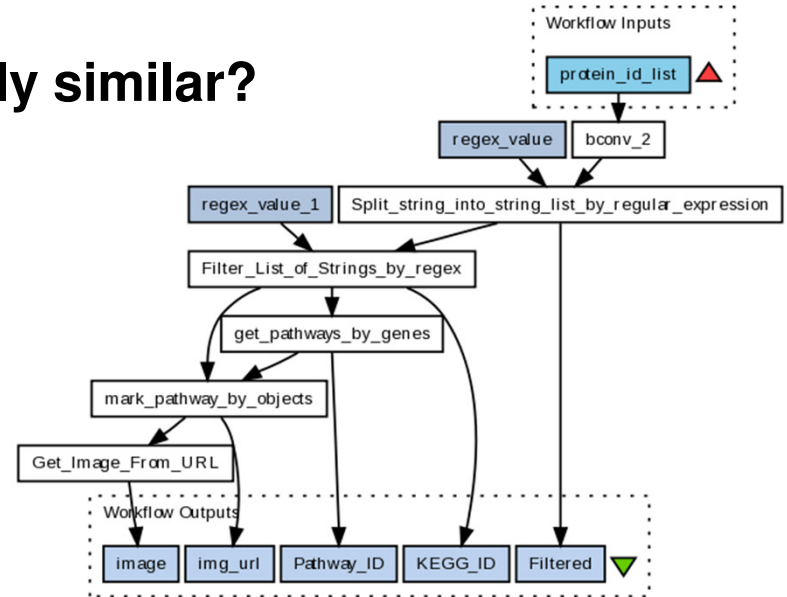 Workflow Inputs
ly similar?
protein_id_list
regex_value
bconv_2
regex_value_1
Split_string_into_string_list_by_regular_expression
Filter_List_of_Strings_by_regex
get_pathways_by_genes
mark_pathway_by_objects
Get_Image_From_URL
Workflow Outputs
image
img_url
Pathway_ID
KEGG_ID
Filtered